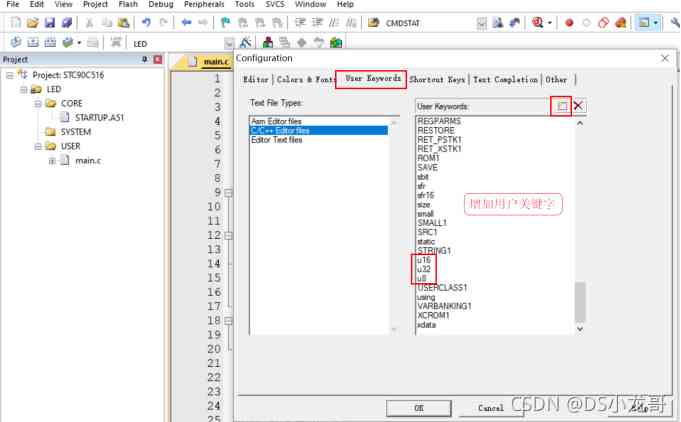 File Edit View Project Flash Debug Peripherals Tools SVCS Window Help
CMDSTAT
LED
Project
Project: STC90C516
LED
CORE
STARTUP.A51
SYSTEM
USER
main.c
main.c
1
2
3
4
5
6
7
8
9
10
11
12
13
14
15
16
17
18
19
20
21
22
23
24
25
Configuration
Editor Colors & Fonts User Keywords Shortcut Keys Text Completion Other
Text File Types:
Asm Editor files
C/C++ Editor files
Editor Text files
User Keywords:
REGPARMS
RESTORE
RET_PSTK1
RET_XSTK1
ROM1
SAVE
sbit
sfr
sfr16
size
small
SMALL1
SRC1
static
STRING1
u16
u32
u8
USERCLASS1
using
VARBANKING1
XCROM1
xdata
增加用户关键字
OK Cancel Help
CSDN @DS小龙哥